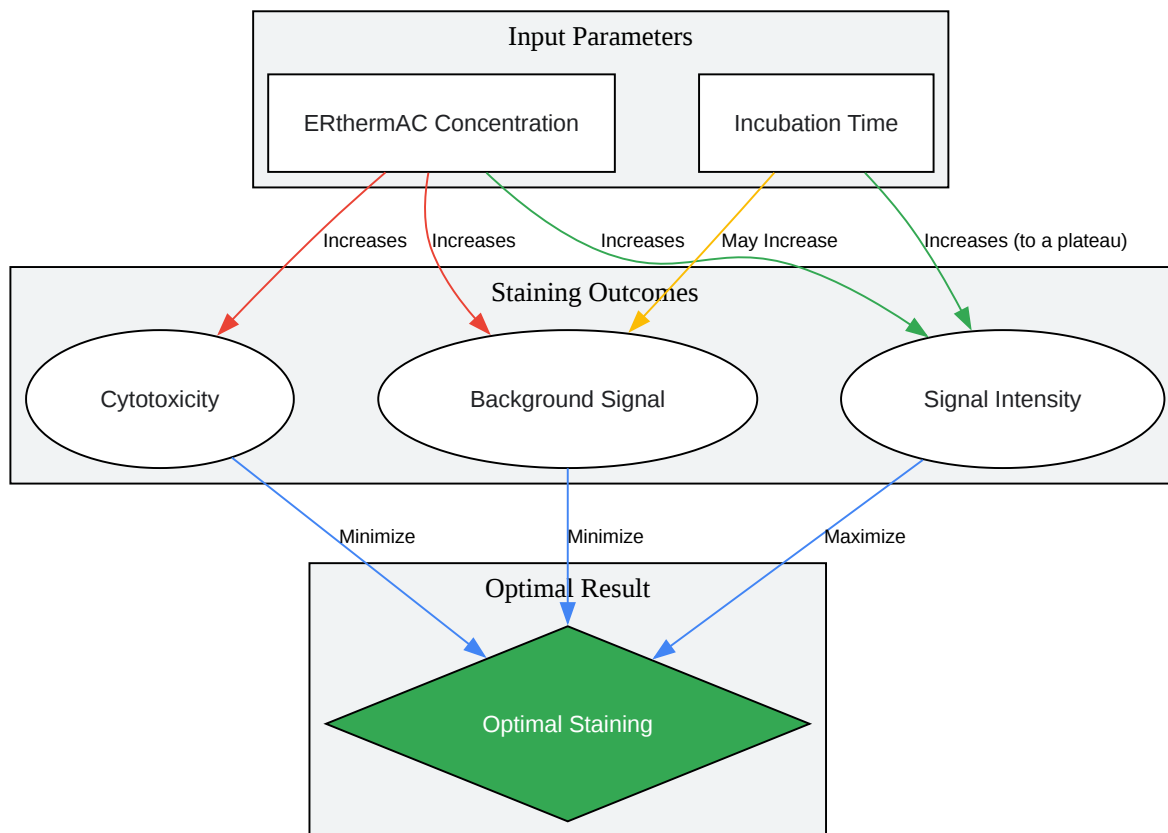 Input Parameters
ERthermAC Concentration
Incubation Time
Increases
Increases
Increases
May Increase
Increases (to a plateau)
Staining Outcomes
Cytotoxicity
Background Signal
Signal Intensity
Minimize
Minimize
Maximize
Optimal Result
Optimal Staining